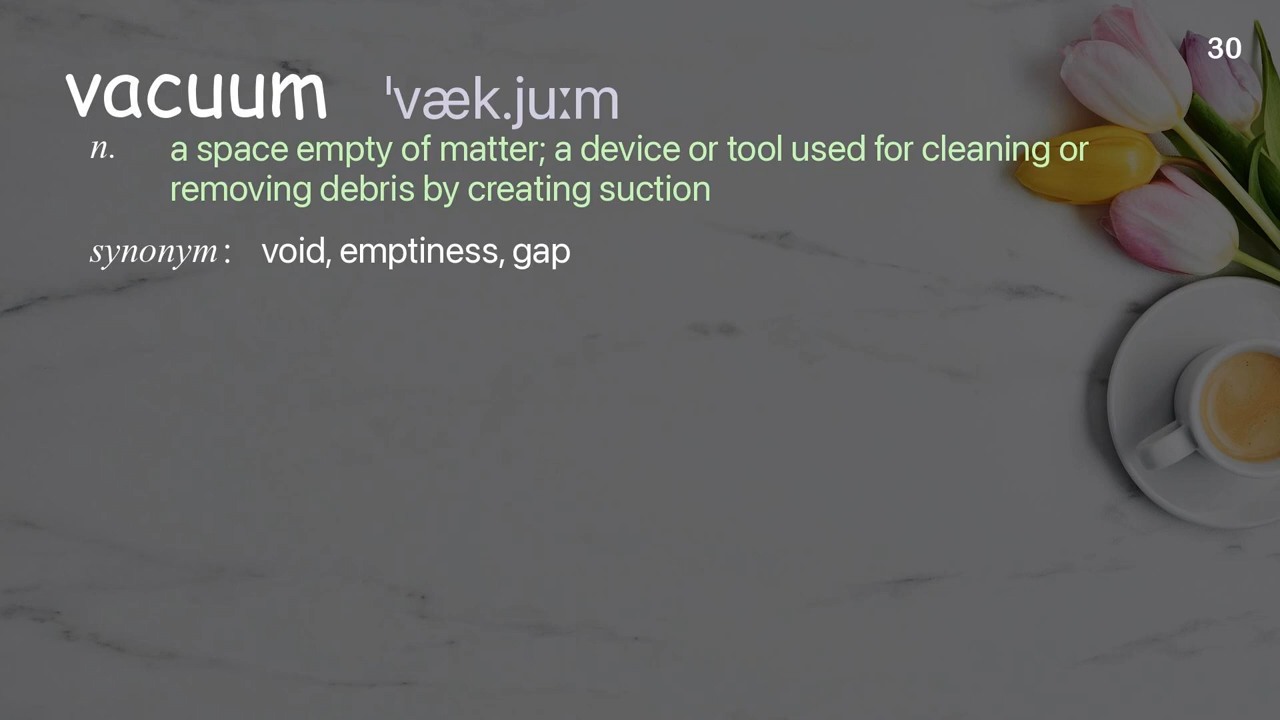 30
vacuum ˈvæk.juːm
n. a space empty of matter; a device or tool used for cleaning or
removing debris by creating suction
synonym: void, emptiness, gap